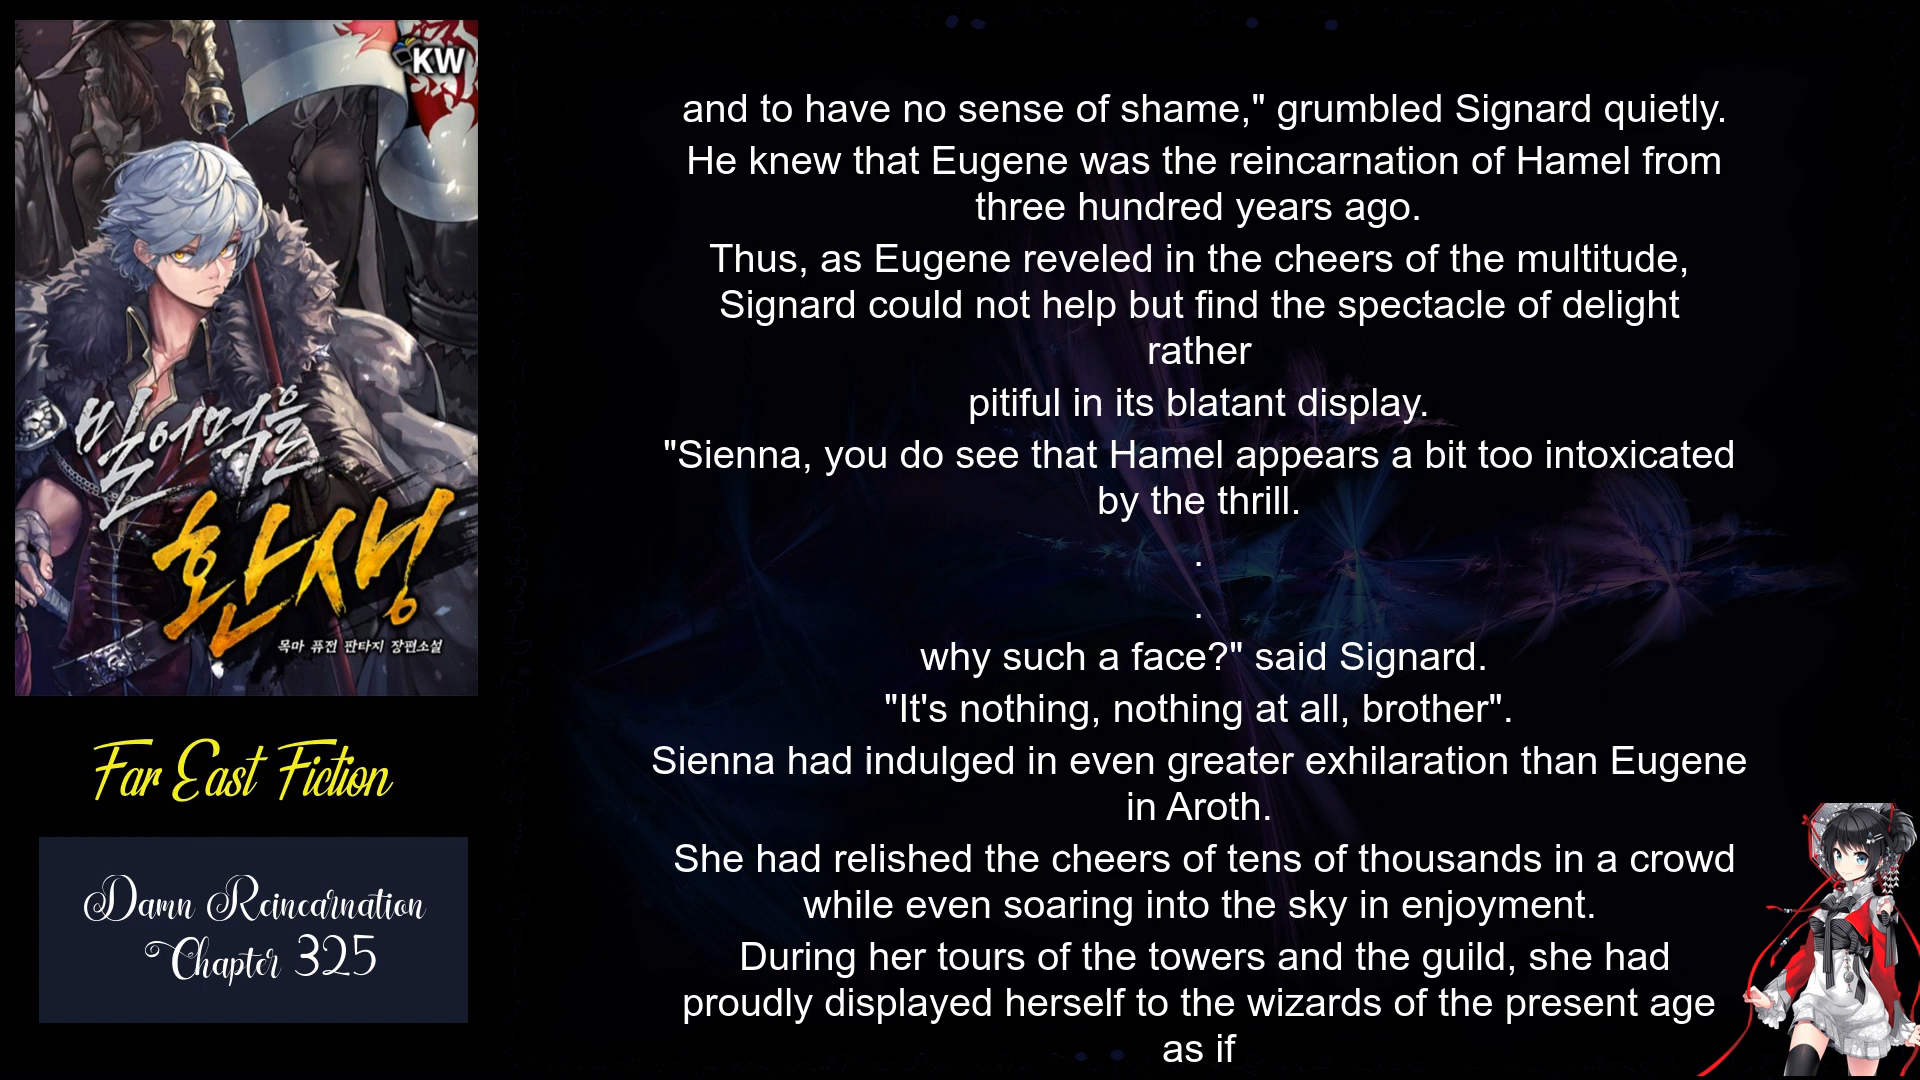 KW
빌어먹을
환생
목마 퓨전 판타지 장편소설
Far East Fiction
Damn Reincarnation
Chapter 325
and to have no sense of shame," grumbled Signard quietly.
He knew that Eugene was the reincarnation of Hamel from
three hundred years ago.
Thus, as Eugene reveled in the cheers of the multitude,
Signard could not help but find the spectacle of delight
rather
pitiful in its blatant display.
"Sienna, you do see that Hamel appears a bit too intoxicated
by the thrill.
.
.
why such a face?" said Signard.
"It's nothing, nothing at all, brother".
Sienna had indulged in even greater exhilaration than Eugene
in Aroth.
She had relished the cheers of tens of thousands in a crowd
while even soaring into the sky in enjoyment.
During her tours of the towers and the guild, she had
proudly displayed herself to the wizards of the present age
as if